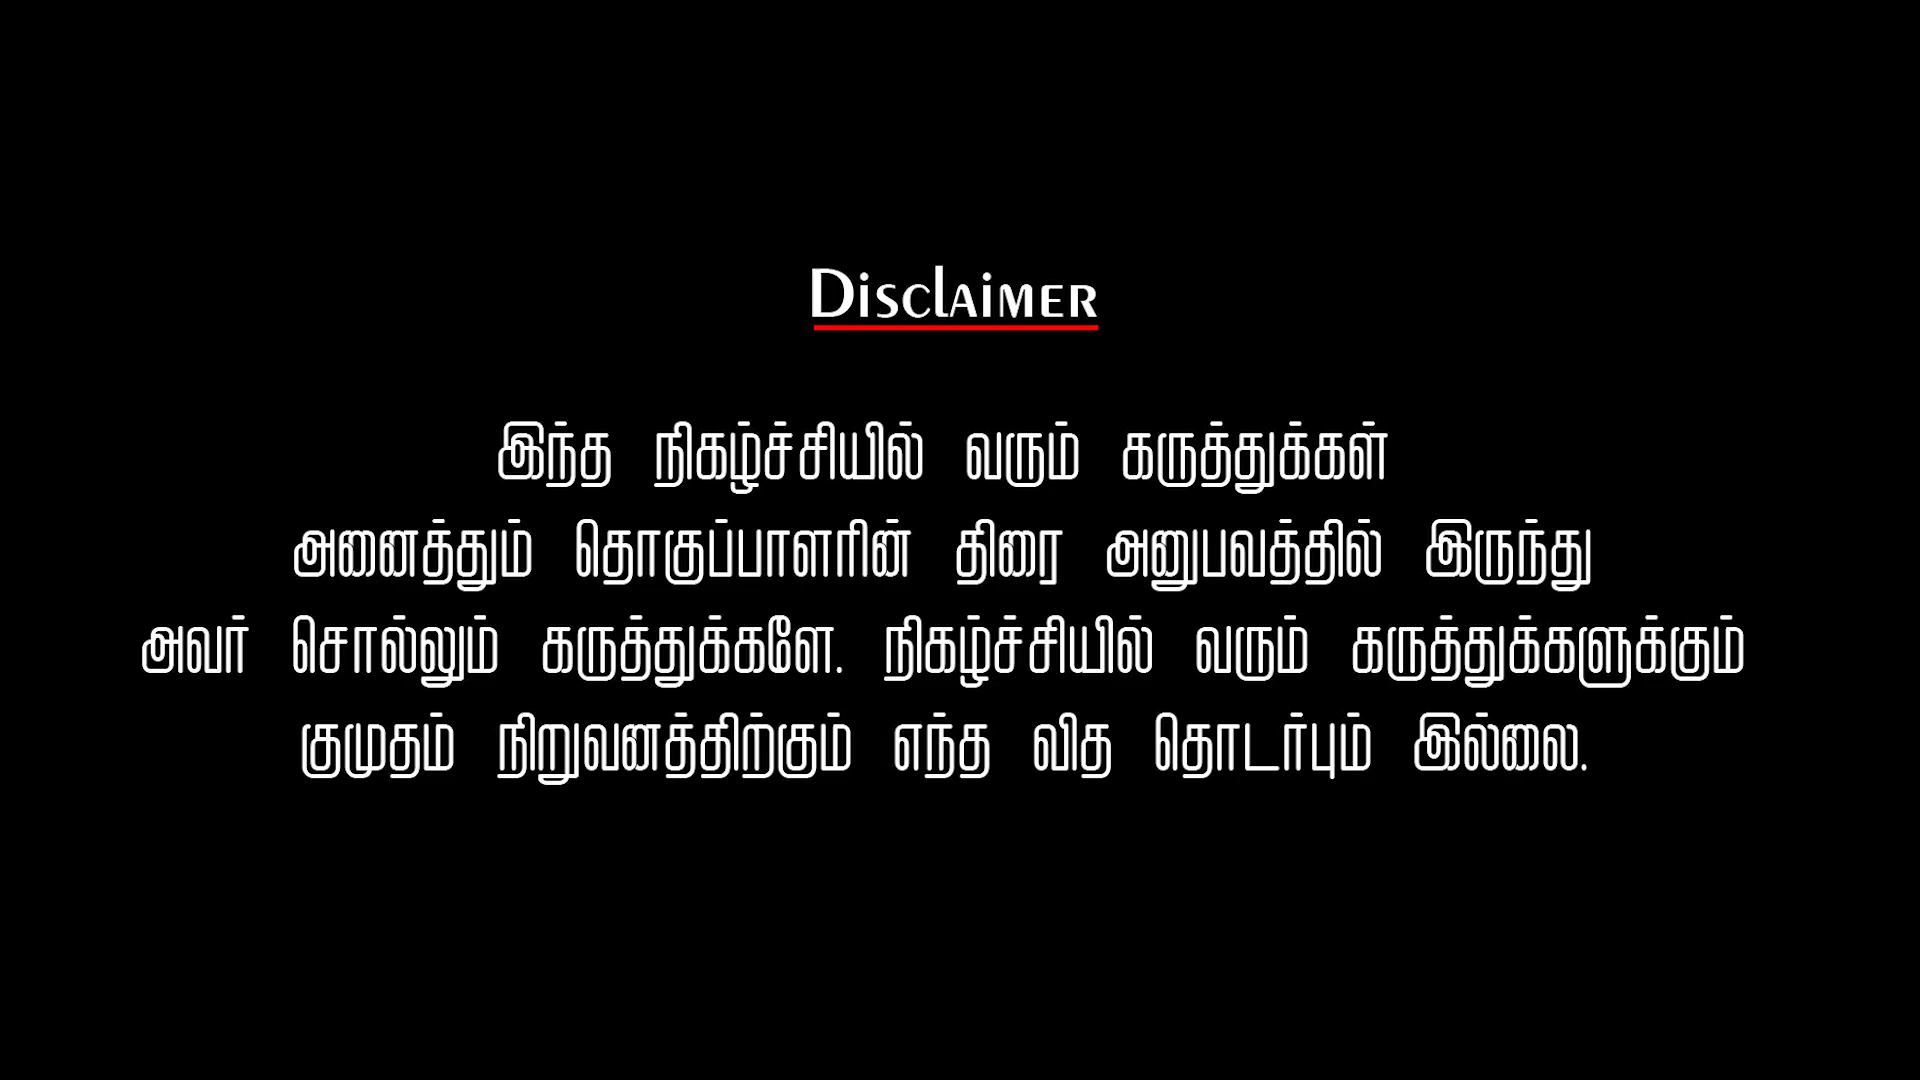 Disclaimer
இந்த நிகழ்ச்சியில் வரும் கருத்துக்கள்
அனைத்தும் தொகுப்பாளரின் திரை அனுபவத்தில் இருந்து
அவர் சொல்லும் கருத்துக்களே. நிகழ்ச்சியில் வரும் கருத்துக்களுக்கும்
குமுதம் நிறுவனத்திற்கும் எந்த வித தொடர்பும் இல்லை.